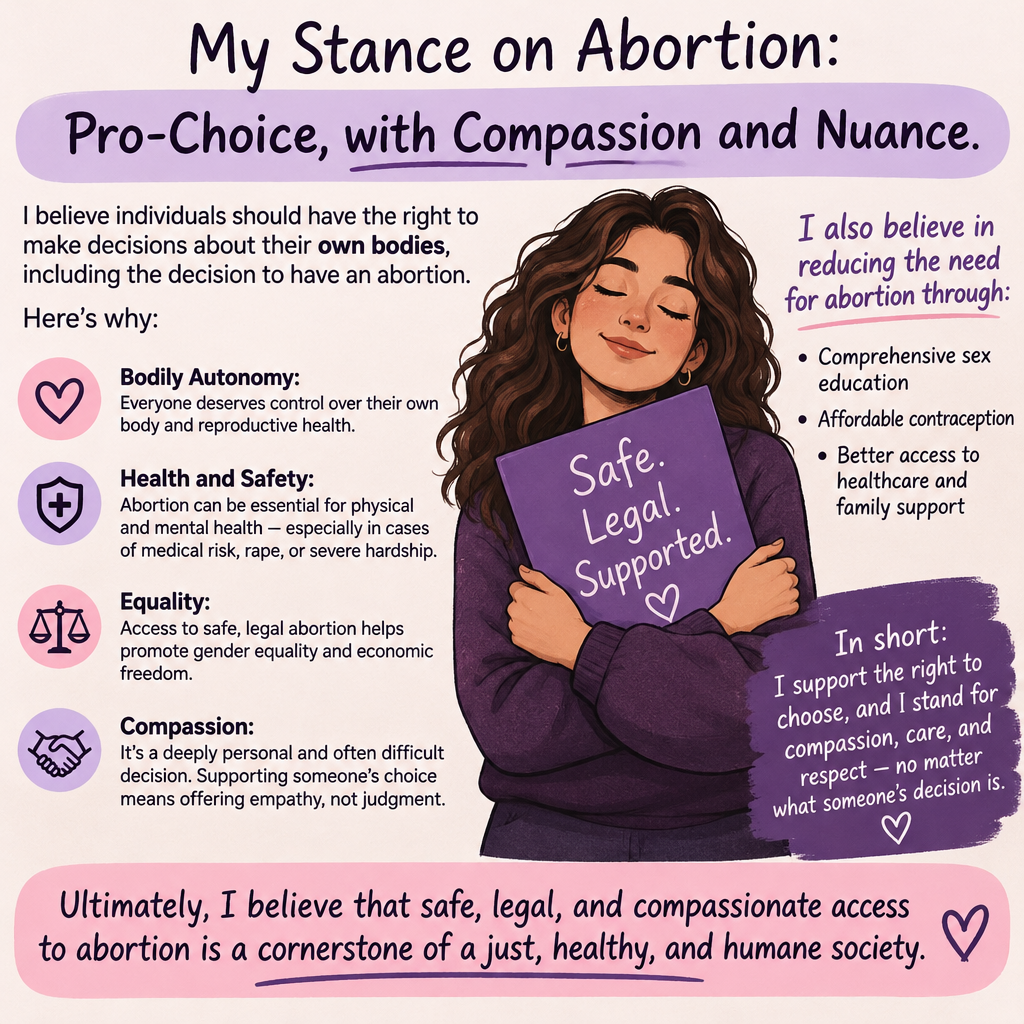 My Stance on Abortion:
Pro-Choice, with Compassion and Nuance.
I believe individuals should have the right to
make decisions about their own bodies,
including the decision to have an abortion.
Here's why:
Bodily Autonomy:
Everyone deserves control over their own
body and reproductive health.
Health and Safety:
Abortion can be essential for physical
and mental health — especially in cases
of medical risk, rape, or severe hardship.
Equality:
Access to safe, legal abortion helps
promote gender equality and economic
freedom.
Compassion:
It's a deeply personal and often difficult
decision. Supporting someone's choice
means offering empathy, not judgment.
Safe.
Legal.
Supported.
I also believe in
reducing the need
for abortion through:
• Comprehensive sex
education
• Affordable contraception
• Better access to
healthcare and
family support
In short:
I support the right to
choose, and I stand for
compassion, care, and
respect — no matter
what someone's decision is.
Ultimately, I believe that safe, legal, and compassionate access
to abortion is a cornerstone of a just, healthy, and humane society.